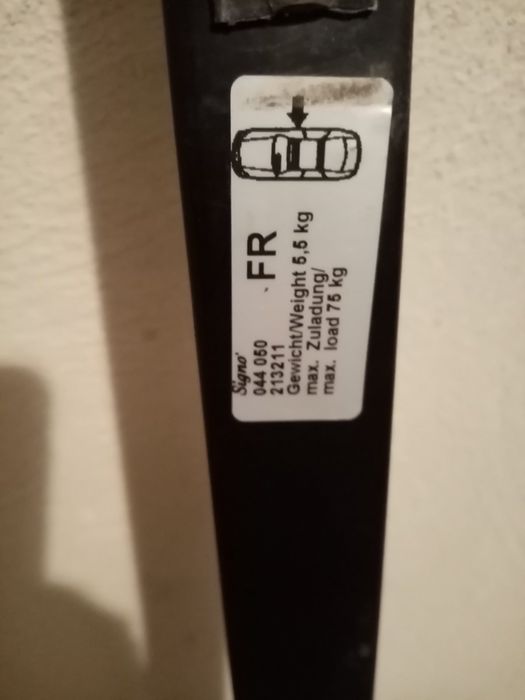 FR
Signo
044 050
213211
Gewicht/Weight 5,5 kg
max. Zuladung/
max. load 75 kg